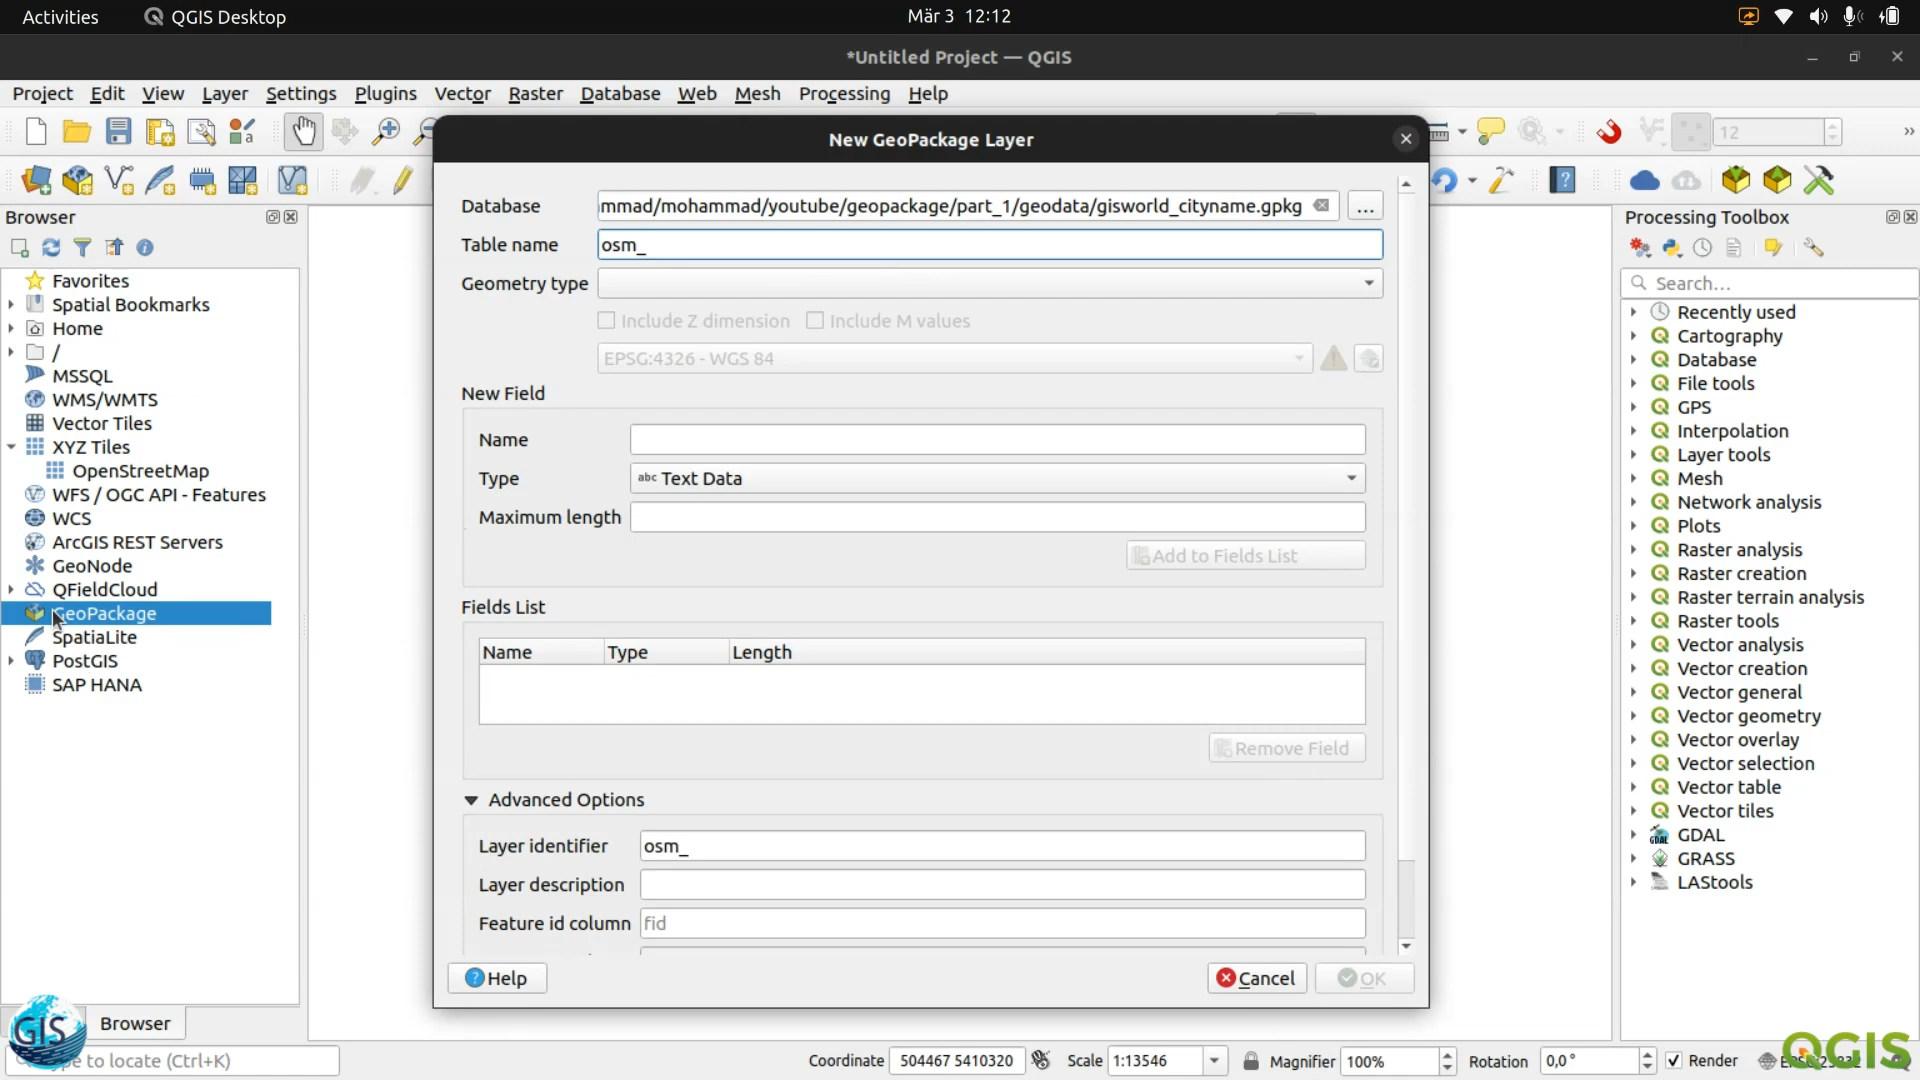 Activities QGIS Desktop Mär 3 12:12
*Untitled Project — QGIS
Project Edit View Layer Settings Plugins Vector Raster Database Web Mesh Processing Help
12
Browser
Favorites
Spatial Bookmarks
Home
/
MSSQL
WMS/WMTS
Vector Tiles
XYZ Tiles
OpenStreetMap
WFS / OGC API - Features
WCS
ArcGIS REST Servers
GeoNode
QFieldCloud
GeoPackage
SpatiaLite
PostGIS
SAP HANA
Browser
to locate (Ctrl+K)
New GeoPackage Layer
Database mmad/mohammad/youtube/geopackage/part_1/geodata/gisworld_cityname.gpkg ...
Table name osm_
Geometry type
Include Z dimension Include M values
EPSG:4326 - WGS 84
New Field
Name
Type abc Text Data
Maximum length
Add to Fields List
Fields List
Name Type Length
Remove Field
Advanced Options
Layer identifier osm_
Layer description
Feature id column fid
Help Cancel OK
Processing Toolbox
Search...
Recently used
Cartography
Database
File tools
GPS
Interpolation
Layer tools
Mesh
Network analysis
Plots
Raster analysis
Raster creation
Raster terrain analysis
Raster tools
Vector analysis
Vector creation
Vector general
Vector geometry
Vector overlay
Vector selection
Vector table
Vector tiles
GDAL
GRASS
LAStools
Coordinate 504467 5410320 Scale 1:13546 Magnifier 100% Rotation 0,0 ° Render
GIS
QGIS